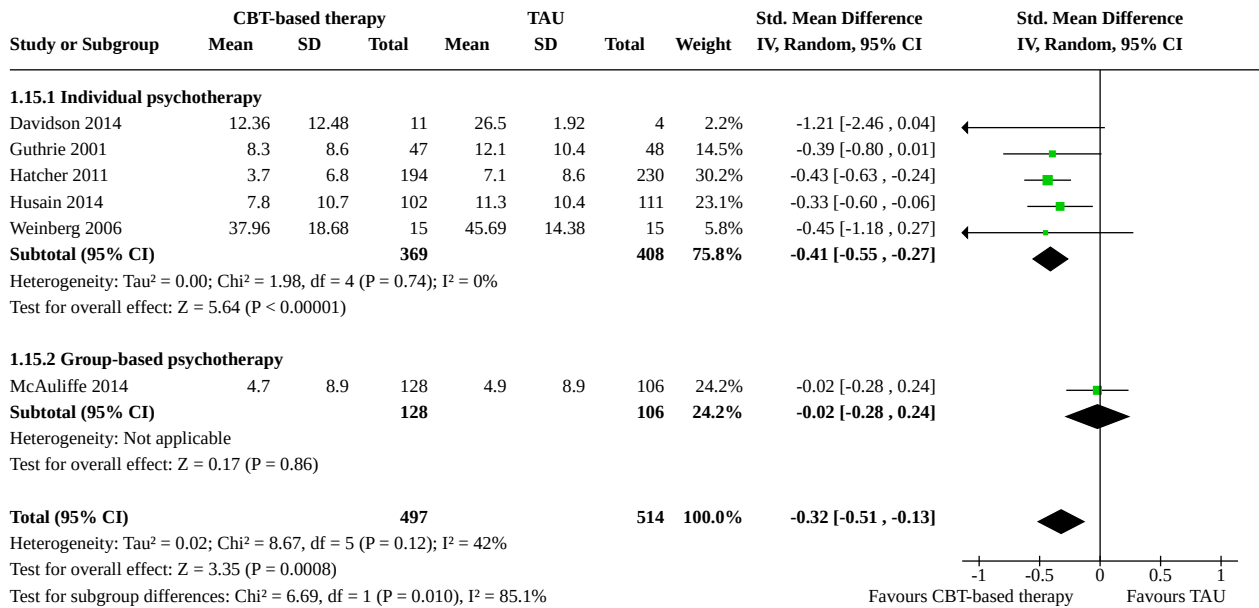 CBT-based therapy TAU Std. Mean Difference Std. Mean Difference
Study or Subgroup Mean SD Total Mean SD Total Weight IV, Random, 95% CI IV, Random, 95% CI
1.15.1 Individual psychotherapy
Davidson 2014 12.36 12.48 11 26.5 1.92 4 2.2% -1.21 [-2.46 , 0.04]
Guthrie 2001 8.3 8.6 47 12.1 10.4 48 14.5% -0.39 [-0.80 , 0.01]
Hatcher 2011 3.7 6.8 194 7.1 8.6 230 30.2% -0.43 [-0.63 , -0.24]
Husain 2014 7.8 10.7 102 11.3 10.4 111 23.1% -0.33 [-0.60 , -0.06]
Weinberg 2006 37.96 18.68 15 45.69 14.38 15 5.8% -0.45 [-1.18 , 0.27]
Subtotal (95% CI) 369 408 75.8% -0.41 [-0.55 , -0.27]
Heterogeneity: Tau² = 0.00; Chi² = 1.98, df = 4 (P = 0.74); I² = 0%
Test for overall effect: Z = 5.64 (P < 0.00001)
1.15.2 Group-based psychotherapy
McAuliffe 2014 4.7 8.9 128 4.9 8.9 106 24.2% -0.02 [-0.28 , 0.24]
Subtotal (95% CI) 128 106 24.2% -0.02 [-0.28 , 0.24]
Heterogeneity: Not applicable
Test for overall effect: Z = 0.17 (P = 0.86)
Total (95% CI) 497 514 100.0% -0.32 [-0.51 , -0.13]
Heterogeneity: Tau² = 0.02; Chi² = 8.67, df = 5 (P = 0.12); I² = 42%
Test for overall effect: Z = 3.35 (P = 0.0008)
Test for subgroup differences: Chi² = 6.69, df = 1 (P = 0.010), I² = 85.1%
-1 -0.5 0 0.5 1
Favours CBT-based therapy Favours TAU